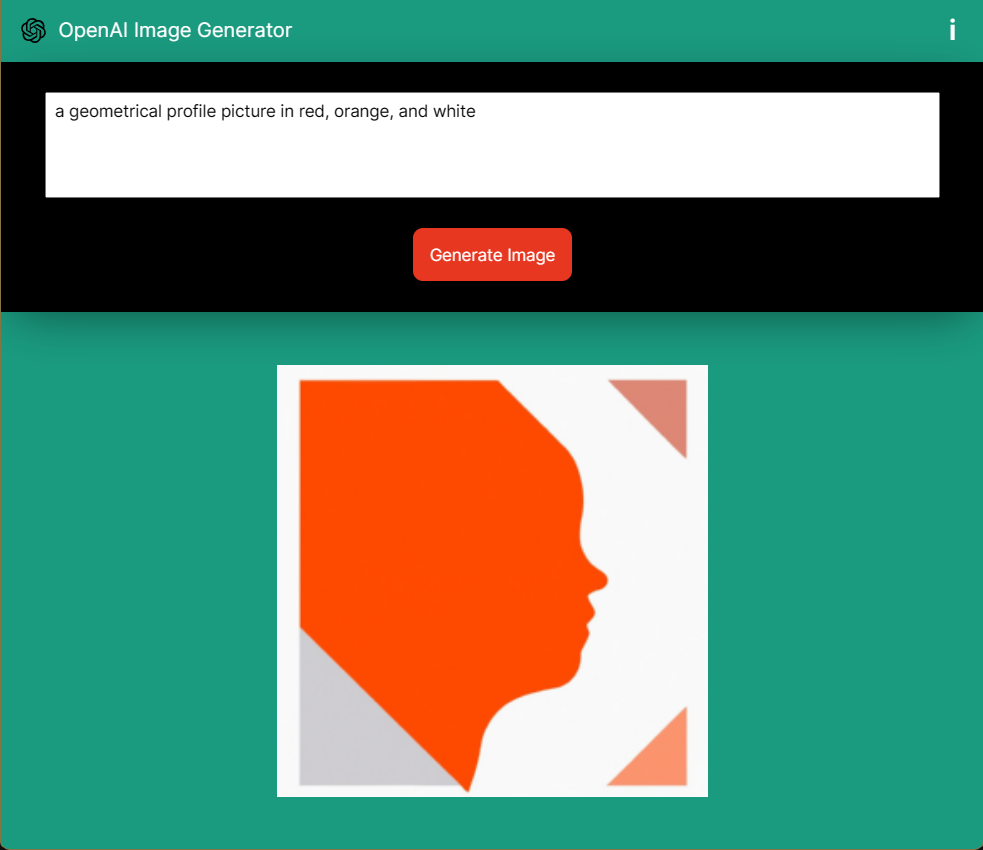 OpenAI Image Generator
i
a geometrical profile picture in red, orange, and white
Generate Image